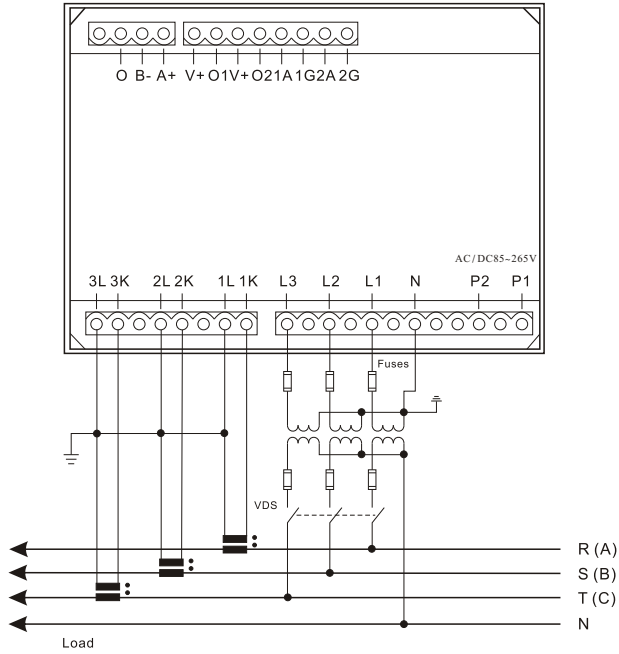 O B- A+ V+ O1 V+ O2 1A 1G 2A 2G
AC/DC85~265V
3L 3K 2L 2K 1L 1K L3 L2 L1 N P2 P1
Fuses
VDS
R (A)
S (B)
T (C)
N
Load